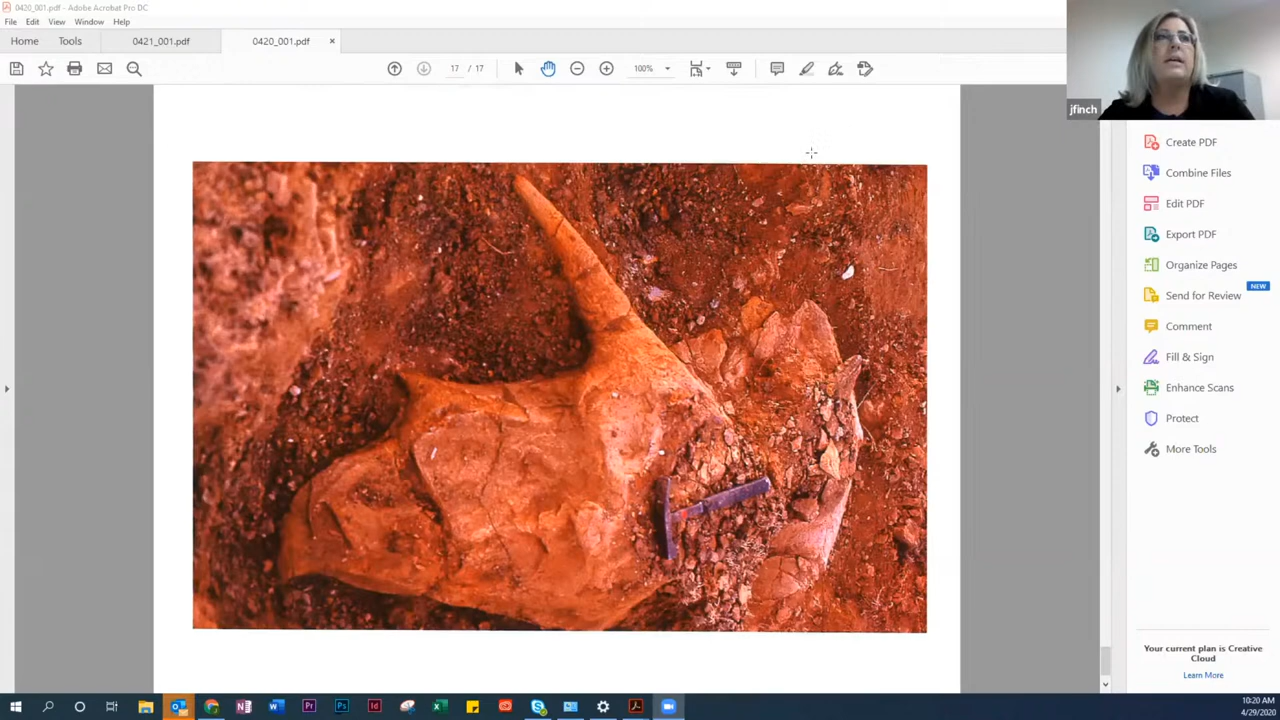 0420_001.pdf - Adobe Acrobat Pro DC
File Edit View Window Help
Home Tools 0421_001.pdf 0420_001.pdf ×
17 / 17 100%
jfinch
Create PDF
Combine Files
Edit PDF
Export PDF
Organize Pages
Send for Review NEW
Comment
Fill & Sign
Enhance Scans
Protect
More Tools
Your current plan is Creative
Cloud
Learn More
10:20 AM
4/29/2020